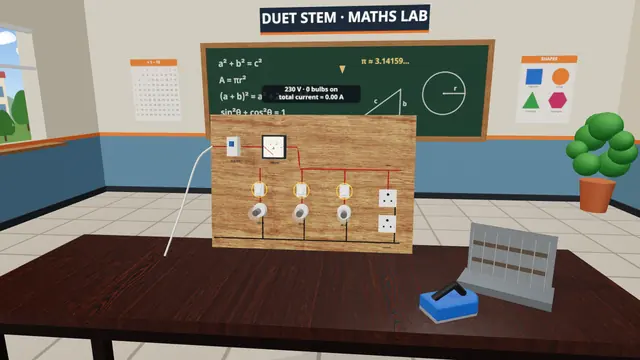 DUET STEM · MATHS LAB
a² + b² = c²
A = πr²
(a + b)² = a
sin²θ + cos²θ = 1
π ≈ 3.14159...
c
b
r
SHAPES
230 V · 0 bulbs on
total current = 0.00 A